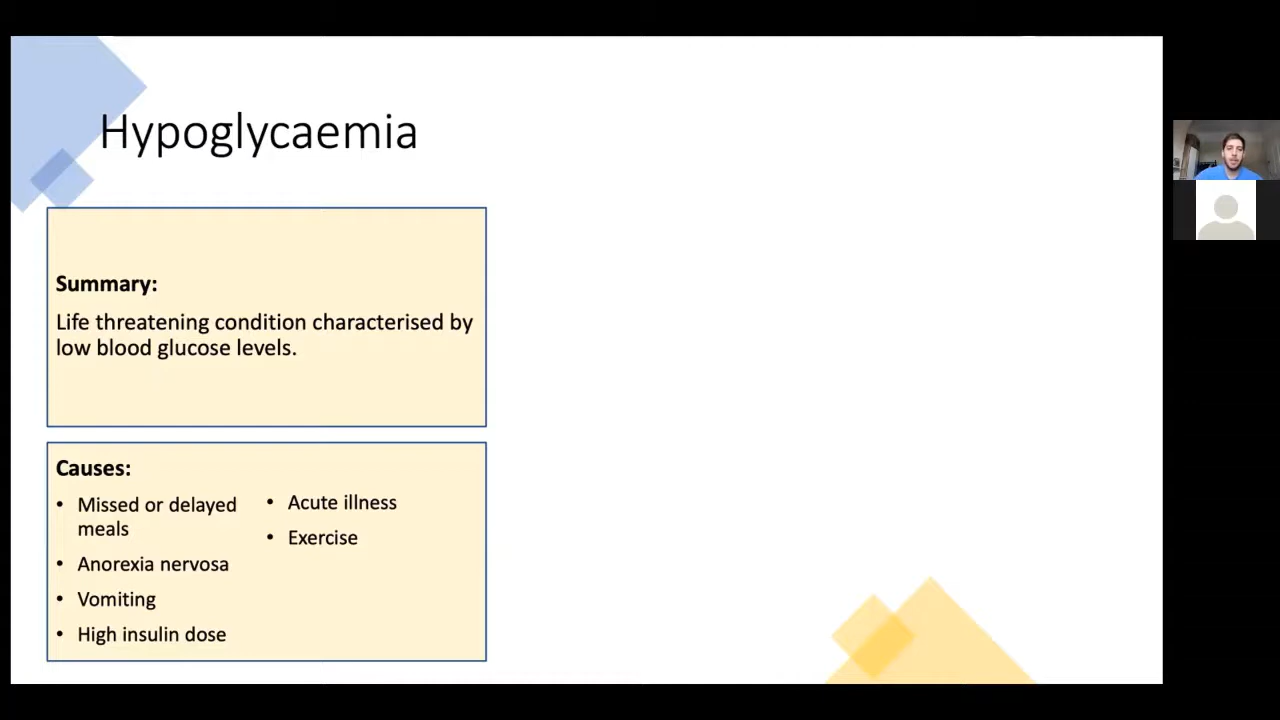 Hypoglycaemia
Summary:
Life threatening condition characterised by
low blood glucose levels.
Causes:
• Missed or delayed
meals
• Anorexia nervosa
• Vomiting
• High insulin dose
• Acute illness
• Exercise